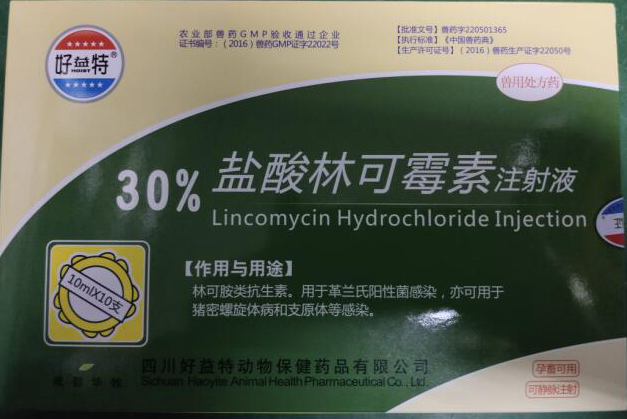 好益特®
HOIST
农业部兽药GMP验收通过企业
证书编号：（2016）兽药GMP证字22022号
【批准文号】兽药字220501365
【执行标准】《中国兽药典》
【生产许可证号】（2016）兽药生产证字22050号
兽用处方药
30% 盐酸林可霉素注射液
Lincomycin Hydrochloride Injection
【作用与用途】
林可胺类抗生素。用于革兰氏阳性菌感染，亦可用于
猪密螺旋体病和支原体等感染。
10mlX10支
四川好益特动物保健药品有限公司
Sichuan Haoyite Animal Health Pharmaceutical Co., Ltd.
孕畜可用
可静脉注射